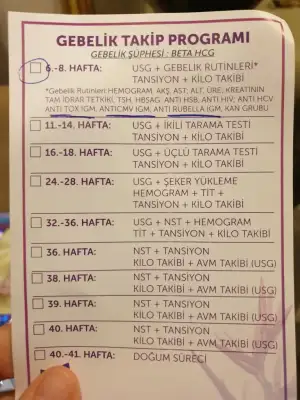 GEBELİK TAKİP PROGRAMI
GEBELİK ŞÜPHESİ : BETA HCG
6.-8. HAFTA: USG + GEBELİK RUTİNLERİ*
TANSİYON + KİLO TAKİBİ
*Gebelik Rutinleri: HEMOGRAM, AKŞ, AST, ALT, ÜRE, KREATININ
TAM İDRAR TETKİKİ, TSH, HBSAG, ANTI HSB, ANTI HIV, ANTI HCV
ANTI TOX IGM, ANTICMV IGM, ANTI RUBELLA IGM, KAN GRUBU
11.-14. HAFTA: USG + İKİLİ TARAMA TESTİ
TANSİYON + KİLO TAKİBİ
16.-18. HAFTA: USG + ÜÇLÜ TARAMA TESTİ
TANSİYON + KİLO TAKİBİ
24.-28. HAFTA: USG + ŞEKER YÜKLEME
HEMOGRAM + TİT +
TANSİYON + KİLO TAKİBİ
32.-36. HAFTA: USG + NST + HEMOGRAM
TİT + TANSİYON + KİLO TAKİBİ
36. HAFTA: NST + TANSİYON
KİLO TAKİBİ + AVM TAKİBİ (USG)
38. HAFTA: NST + TANSİYON
KİLO TAKİBİ + AVM TAKİBİ (USG)
39. HAFTA: NST + TANSİYON
KİLO TAKİBİ + AVM TAKİBİ (USG)
40. HAFTA: NST + TANSİYON
KİLO TAKİBİ + AVM TAKİBİ (USG)
40.-41. HAFTA: DOĞUM SÜRECİ